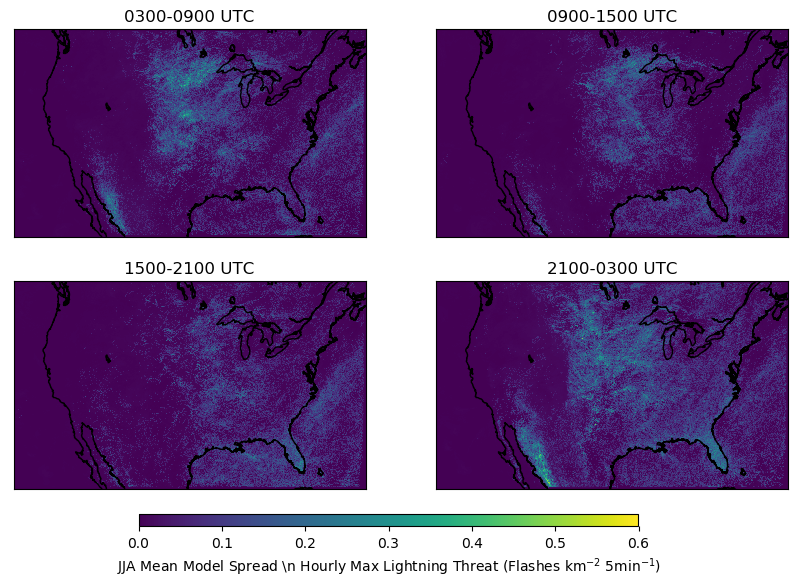 0300-0900 UTC
0900-1500 UTC
1500-2100 UTC
2100-0300 UTC
0.0 0.1 0.2 0.3 0.4 0.5 0.6
JJA Mean Model Spread \n Hourly Max Lightning Threat (Flashes km⁻² 5min⁻¹)